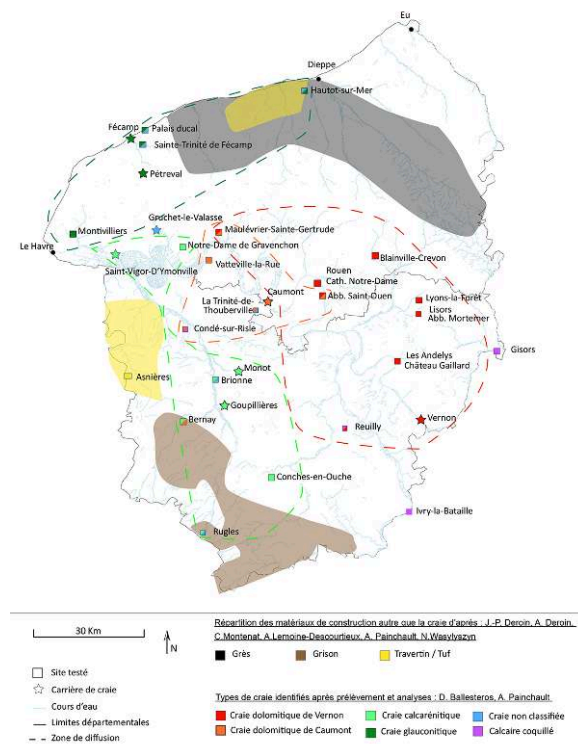 Eu
Dieppe
Hautot-sur-Mer
Fécamp
Palais ducal
Sainte-Trinité de Fécamp
Pétreval
Montivilliers
Grochet-le-Valasse
Maulévrier-Sainte-Gertrude
Notre-Dame de Gravenchon
Le Havre
Blainville-Crevon
Vatteville-la-Rue
Saint-Vigor-D'Ymonville
Rouen
Cath. Notre-Dame
Caumont
Abb. Saint-Ouen
Lyons-la-Forêt
La Trinité-de-
Thouberville
Lisors
Abb. Mortemer
Condé-sur-Risle
Gisors
Les Andelys
Château Gaillard
Monot
Asnières
Brionne
Goupillières
Vernon
Bernay
Reuilly
Conches-en-Ouche
Ivry-la-Bataille
Rugles
30 Km
N
Site testé
Carrière de craie
Cours d'eau
Limites départementales
Zone de diffusion
Répartition des matériaux de construction autre que la craie d'après : J.-P. Deroin, A. Deroin,
C.Montenat, A.Lemoine-Descourtieux, A. Painchault, N.Wasylyszyn
Grès
Grison
Travertin / Tuf
Types de craie identifiés après prélèvement et analyses : D. Ballesteros, A. Painchault
Craie dolomitique de Vernon
Craie calcarénitique
Craie non classifiée
Craie dolomitique de Caumont
Craie glauconitique
Calcaire coquillé